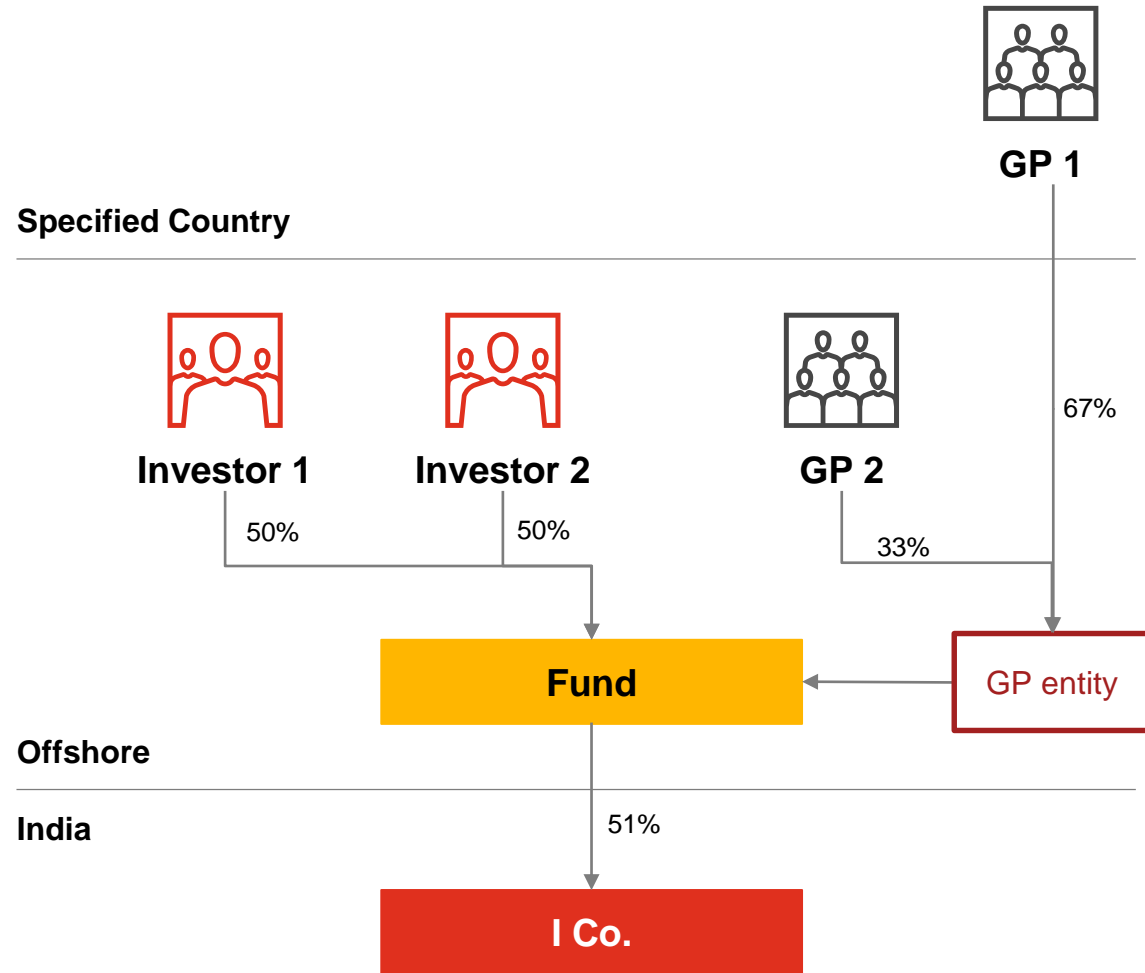 GP 1
Specified Country
67%
Investor 1
Investor 2
GP 2
50%
50%
33%
Fund
GP entity
Offshore
India
51%
I Co.